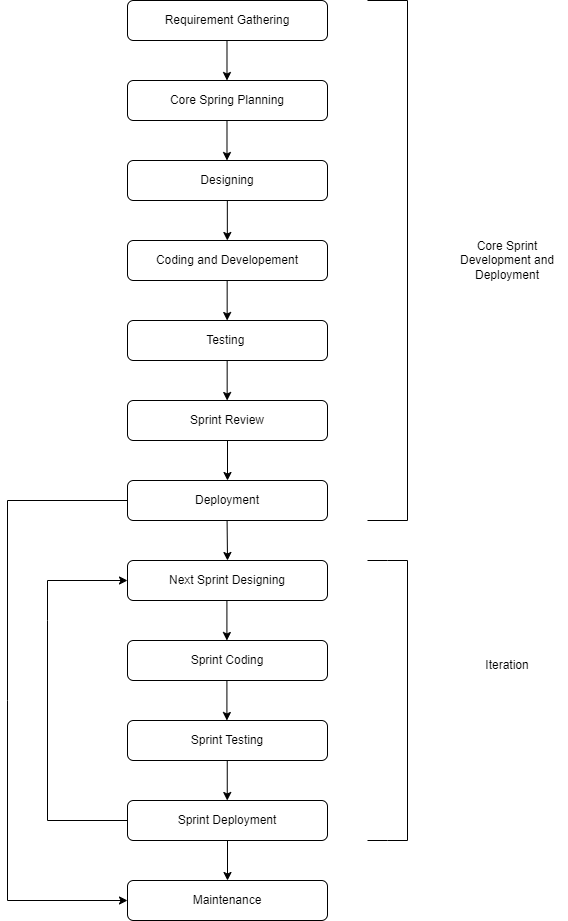 Requirement Gathering
Core Spring Planning
Designing
Coding and Developement
Testing
Sprint Review
Deployment
Core Sprint
Development and
Deployment
Next Sprint Designing
Sprint Coding
Sprint Testing
Sprint Deployment
Iteration
Maintenance